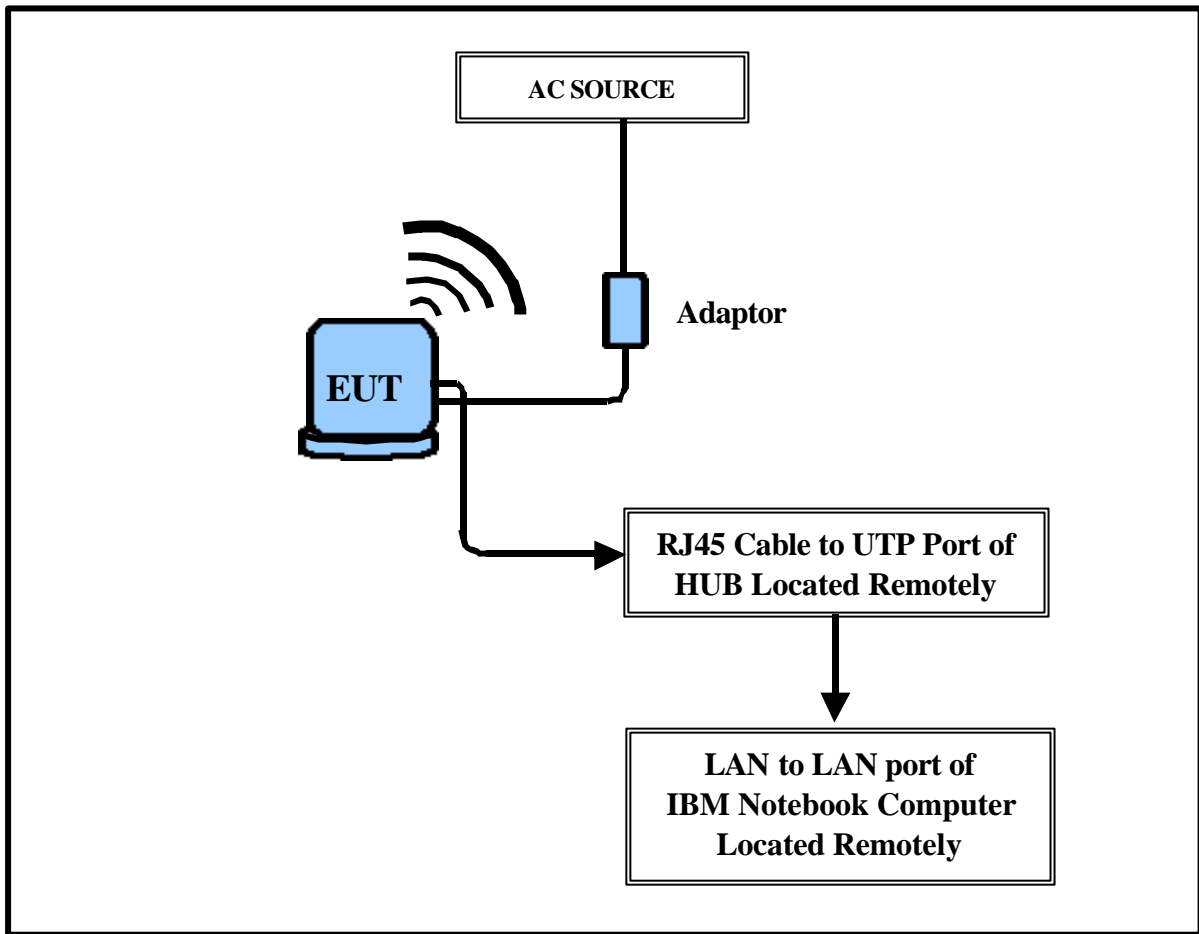 AC SOURCE
Adaptor
EUT
RJ45 Cable to UTP Port of
HUB Located Remotely
LAN to LAN port of
IBM Notebook Computer
Located Remotely